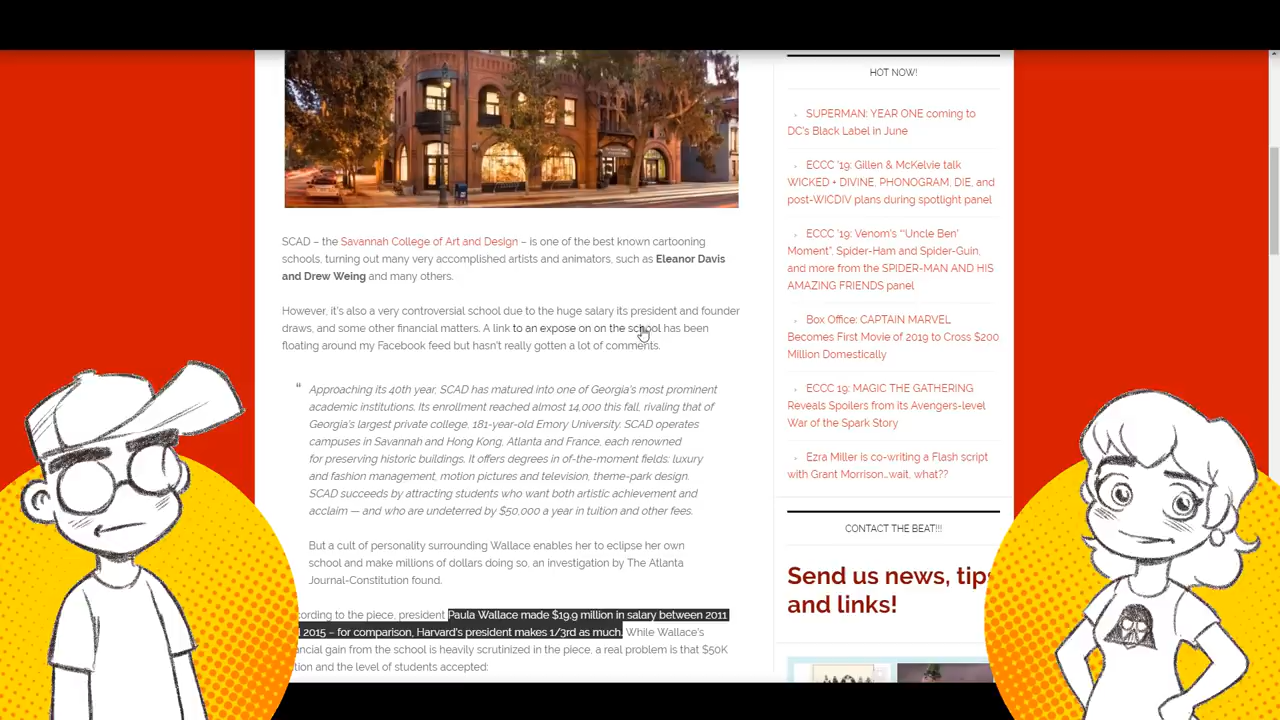 SCAD – the Savannah College of Art and Design – is one of the best known cartooning
schools, turning out many very accomplished artists and animators, such as Eleanor Davis
and Drew Weing and many others.
However, it's also a very controversial school due to the huge salary its president and founder
draws, and some other financial matters. A link to an expose on on the school has been
floating around my Facebook feed but hasn't really gotten a lot of comments.
“
Approaching its 40th year, SCAD has matured into one of Georgia's most prominent
academic institutions. Its enrollment reached almost 14,000 this fall, rivaling that of
Georgia's largest private college, 181-year-old Emory University. SCAD operates
campuses in Savannah and Hong Kong, Atlanta and France, each renowned
for preserving historic buildings. It offers degrees in of-the-moment fields: luxury
and fashion management, motion pictures and television, theme-park design.
SCAD succeeds by attracting students who want both artistic achievement and
acclaim — and who are undeterred by $50,000 a year in tuition and other fees.
But a cult of personality surrounding Wallace enables her to eclipse her own
school and make millions of dollars doing so, an investigation by The Atlanta
Journal-Constitution found.
cording to the piece, president Paula Wallace made $19.9 million in salary between 2011
d 2015 – for comparison, Harvard's president makes 1/3rd as much. While Wallace's
ancial gain from the school is heavily scrutinized in the piece, a real problem is that $50K
ition and the level of students accepted:
HOT NOW!
SUPERMAN: YEAR ONE coming to
DC's Black Label in June
ECCC '19: Gillen & McKelvie talk
WICKED + DIVINE, PHONOGRAM, DIE, and
post-WICDIV plans during spotlight panel
ECCC '19: Venom's “'Uncle Ben'
Moment”, Spider-Ham and Spider-Guin,
and more from the SPIDER-MAN AND HIS
AMAZING FRIENDS panel
Box Office: CAPTAIN MARVEL
Becomes First Movie of 2019 to Cross $200
Million Domestically
ECCC 19: MAGIC THE GATHERING
Reveals Spoilers from its Avengers-level
War of the Spark Story
Ezra Miller is co-writing a Flash script
with Grant Morrison…wait, what??
CONTACT THE BEAT!!!
Send us news, tips
and links!